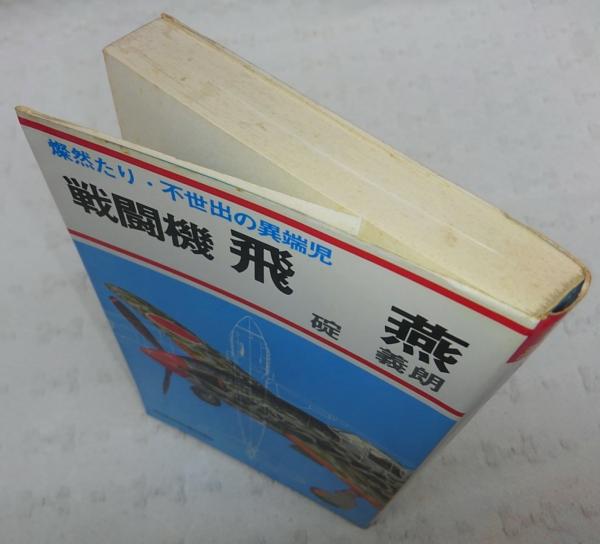 燦然たり・不世出の異端児
戦闘機 飛燕
碇 義朗